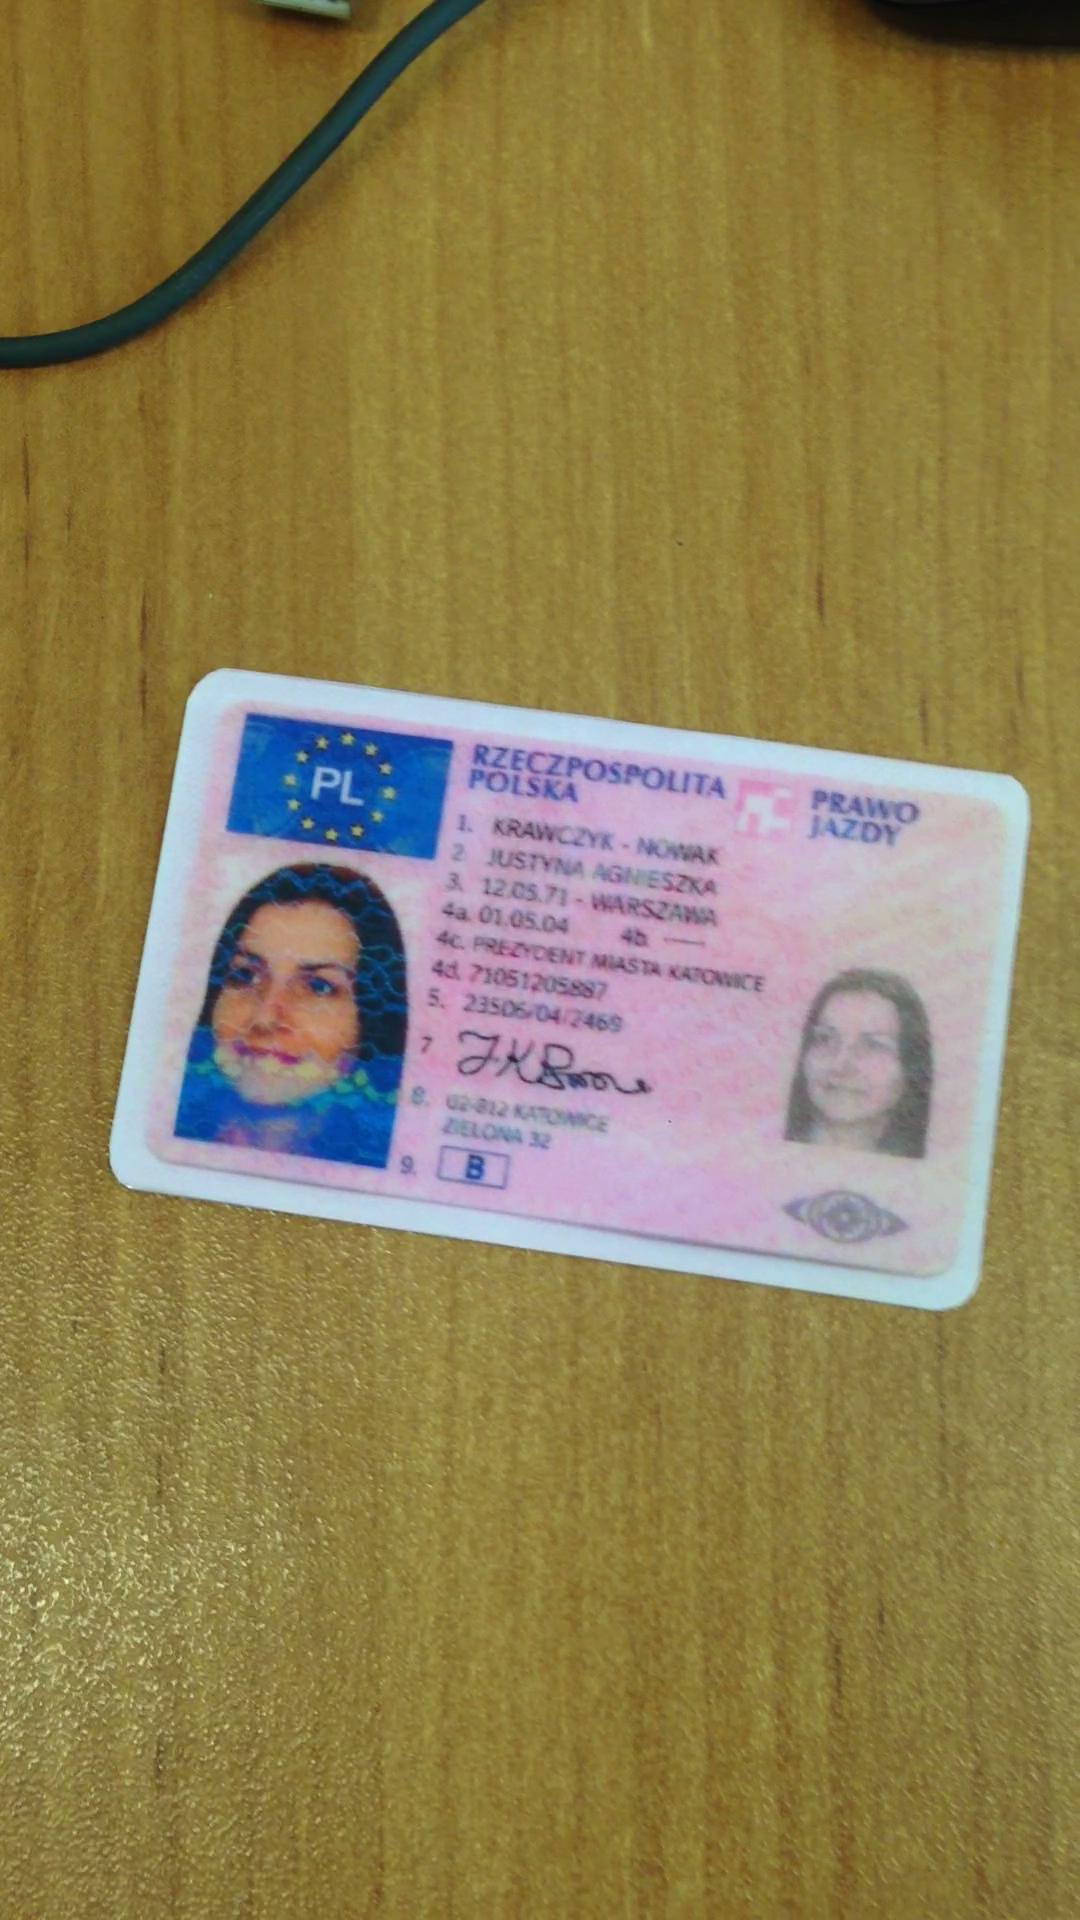 PL
RZECZPOSPOLITA
POLSKA
PRAWO
JAZDY
1. KRAWCZYK - NOWAK
2. JUSTYNA AGNIESZKA
3. 12.05.71 - WARSZAWA
4a. 01.05.04 4b. ——
4c. PREZYDENT MIASTA KATOWICE
4d. 71051205887
5. 23506/04/2469
7
8. 02-812 KATOWICE
ZIELONA 32
9. B